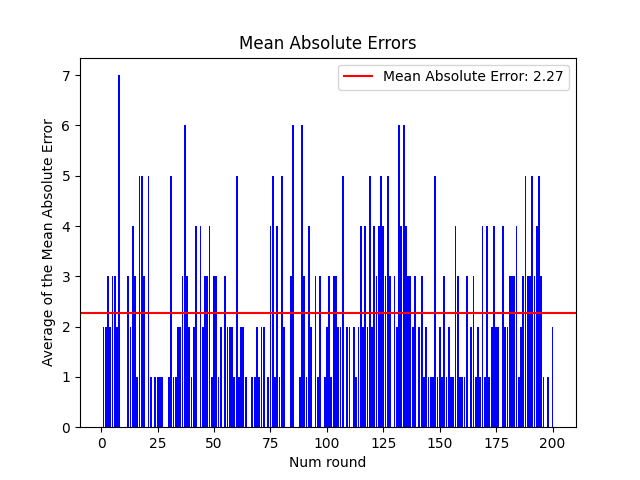 Mean Absolute Errors
Mean Absolute Error: 2.27
Average of the Mean Absolute Error
7
6
5
4
3
2
1
0
0 25 50 75 100 125 150 175 200
Num round